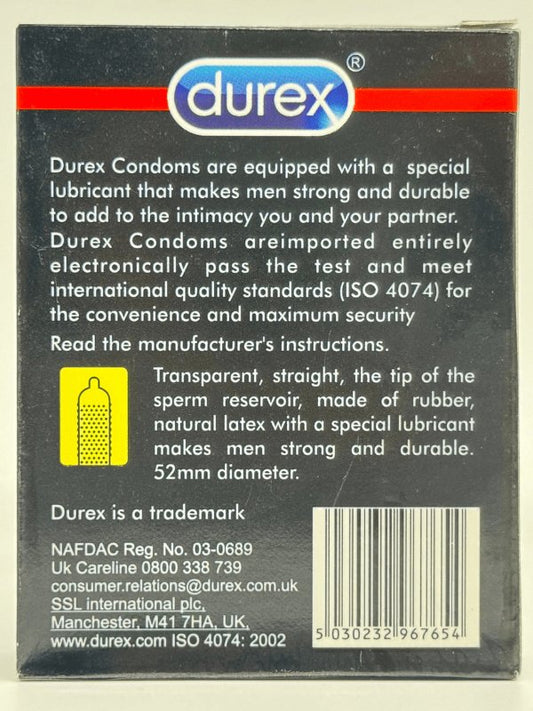 durex®
Durex Condoms are equipped with a special
lubricant that makes men strong and durable
to add to the intimacy you and your partner.
Durex Condoms areimported entirely
electronically pass the test and meet
international quality standards (ISO 4074) for
the convenience and maximum security
Read the manufacturer's instructions.
Transparent, straight, the tip of the
sperm reservoir, made of rubber,
natural latex with a special lubricant
makes men strong and durable.
52mm diameter.
Durex is a trademark
NAFDAC Reg. No. 03-0689
Uk Careline 0800 338 739
consumer.relations@durex.com.uk
SSL international plc,
Manchester, M41 7HA, UK,
www.durex.com ISO 4074: 2002
5 030232 967654